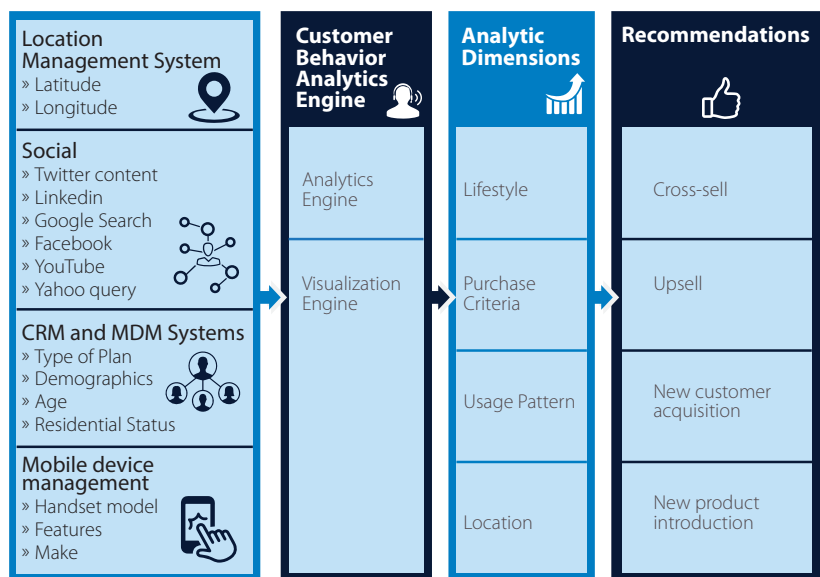 Location
Management System
» Latitude
» Longitude
Social
» Twitter content
» Linkedin
» Google Search
» Facebook
» YouTube
» Yahoo query
CRM and MDM Systems
» Type of Plan
» Demographics
» Age
» Residential Status
Mobile device
management
» Handset model
» Features
» Make
Customer
Behavior
Analytics
Engine
Analytics
Engine
Visualization
Engine
Analytic
Dimensions
Lifestyle
Purchase
Criteria
Usage Pattern
Location
Recommendations
Cross-sell
Upsell
New customer
acquisition
New product
introduction